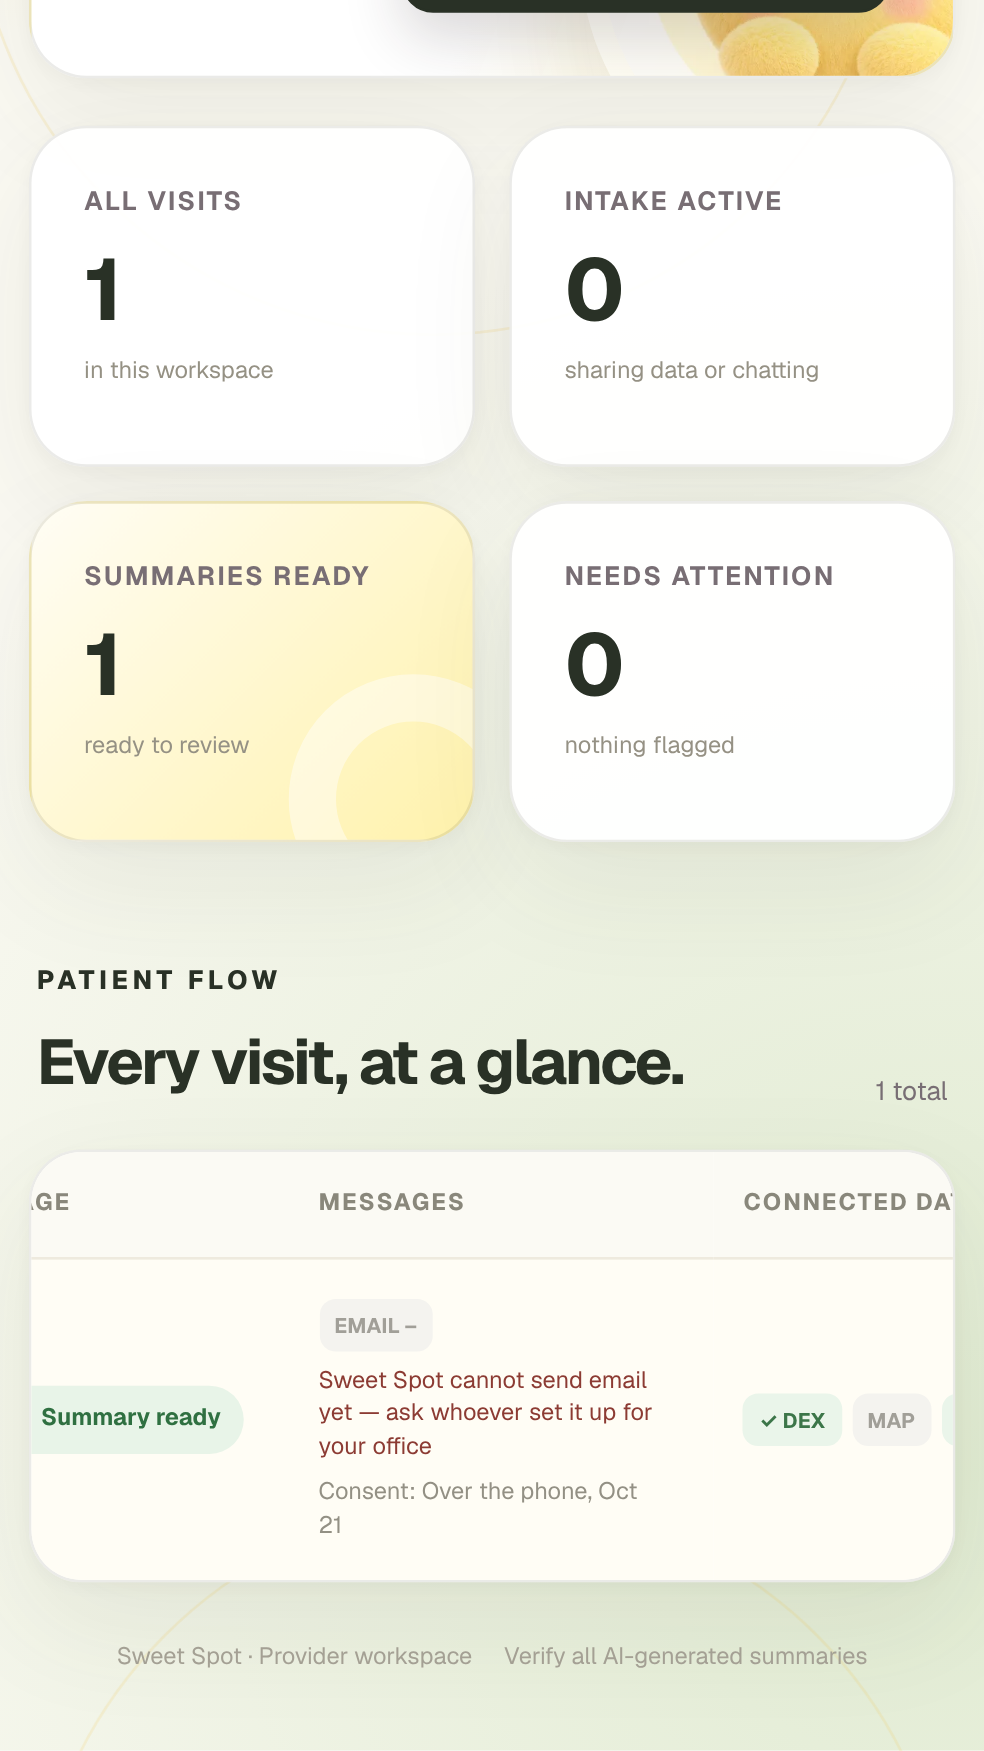 ALL VISITS
1
in this workspace
INTAKE ACTIVE
0
sharing data or chatting
SUMMARIES READY
1
ready to review
NEEDS ATTENTION
0
nothing flagged
PATIENT FLOW
Every visit, at a glance.
1 total
MESSAGES
CONNECTED
Summary ready
EMAIL –
Sweet Spot cannot send email
yet — ask whoever set it up for
your office
Consent: Over the phone, Oct
21
✓ DEX
MAP
Sweet Spot · Provider workspace
Verify all AI-generated summaries